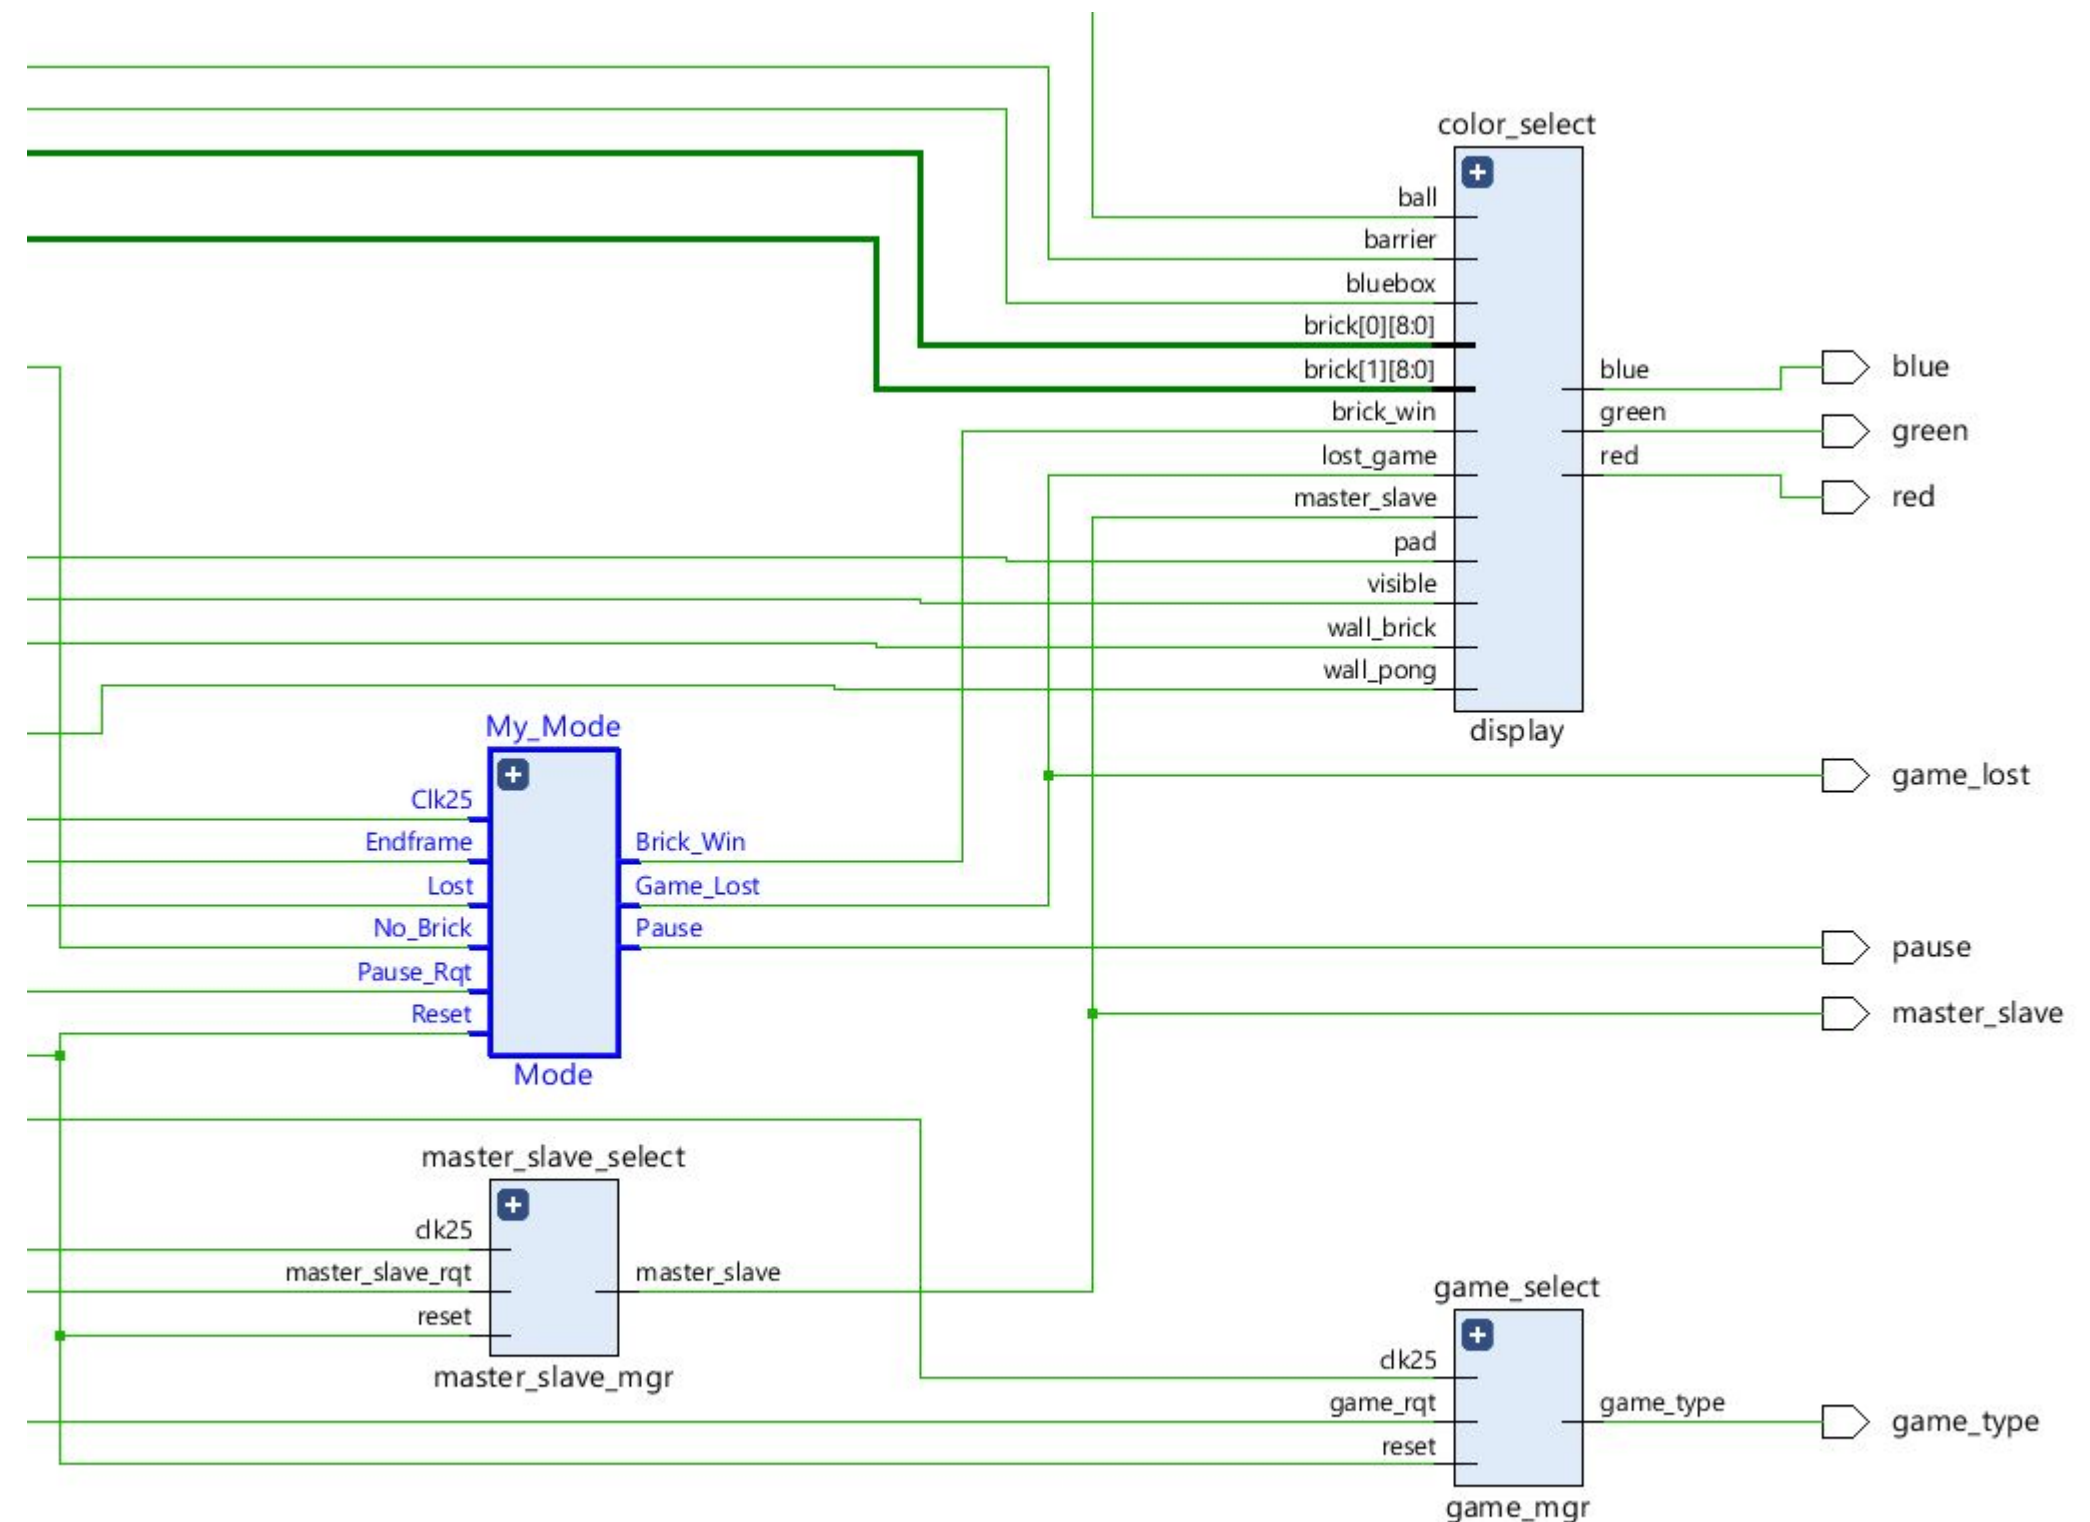 color_select
ball
barrier
bluebox
brick[0][8:0]
brick[1][8:0]
brick_win
lost_game
master_slave
pad
visible
wall_brick
wall_pong
blue
green
red
display
blue
green
red
game_lost
pause
master_slave
My_Mode
Clk25
Endframe
Lost
No_Brick
Pause_Rqt
Reset
Brick_Win
Game_Lost
Pause
Mode
master_slave_select
clk25
master_slave_rqt
reset
master_slave
master_slave_mgr
game_select
clk25
game_rqt
reset
game_type
game_mgr
game_type